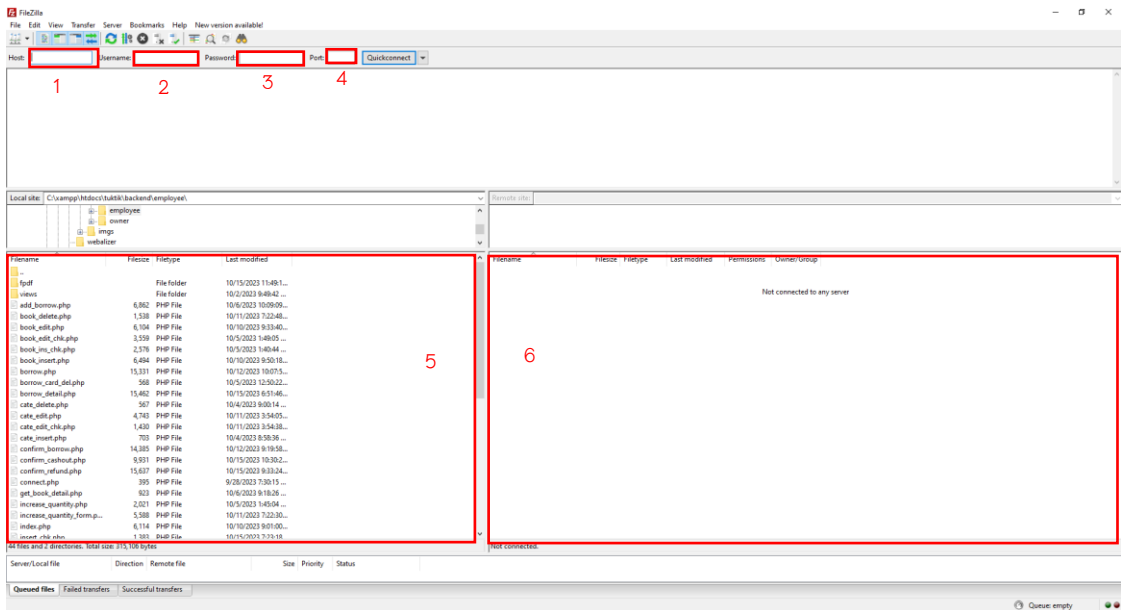 FileZilla
File Edit View Transfer Server Bookmarks Help New version available!
Host: Username: Password: Port: Quickconnect
1 2 3 4
Local site: C:\xampp\htdocs\tuktik\backend\employee\ Remote site:
employee
owner
imgs
webalizer
Filename Filesize Filetype Last modified Filename Filesize Filetype Last modified Permissions Owner/Group
..
fpdf File folder 10/15/2023 11:49:1...
views File folder 10/2/2023 9:49:42 ...
add_borrow.php 6,862 PHP File 10/6/2023 10:09:09...
book_delete.php 1,538 PHP File 10/11/2023 7:22:48...
book_edit.php 6,104 PHP File 10/10/2023 9:33:40...
book_edit_chk.php 3,559 PHP File 10/5/2023 1:49:05 ...
book_ins_chk.php 2,576 PHP File 10/5/2023 1:40:44 ...
book_insert.php 6,494 PHP File 10/10/2023 9:50:18...
borrow.php 15,331 PHP File 10/12/2023 10:07:5...
borrow_card_del.php 568 PHP File 10/5/2023 12:50:22...
borrow_detail.php 15,462 PHP File 10/15/2023 6:51:46...
cate_delete.php 567 PHP File 10/4/2023 9:00:14 ...
cate_edit.php 4,743 PHP File 10/11/2023 3:54:05...
cate_edit_chk.php 1,430 PHP File 10/11/2023 3:54:38...
cate_insert.php 703 PHP File 10/4/2023 8:58:36 ...
confirm_borrow.php 14,385 PHP File 10/12/2023 9:19:58...
confirm_cashout.php 9,931 PHP File 10/15/2023 10:30:2...
confirm_refund.php 15,637 PHP File 10/15/2023 9:33:24...
connect.php 395 PHP File 9/28/2023 7:30:15 ...
get_book_detail.php 923 PHP File 10/6/2023 9:18:26 ...
increase_quantity.php 2,021 PHP File 10/5/2023 1:45:04 ...
increase_quantity_form.p... 5,588 PHP File 10/11/2023 7:22:30...
index.php 6,114 PHP File 10/10/2023 9:01:00...
insert_chk.php 1,383 PHP File 10/15/2023 7:23:18
5
Not connected to any server
6
44 files and 2 directories. Total size: 315,106 bytes Not connected.
Server/Local file Direction Remote file Size Priority Status
Queued files Failed transfers Successful transfers
Queue: empty